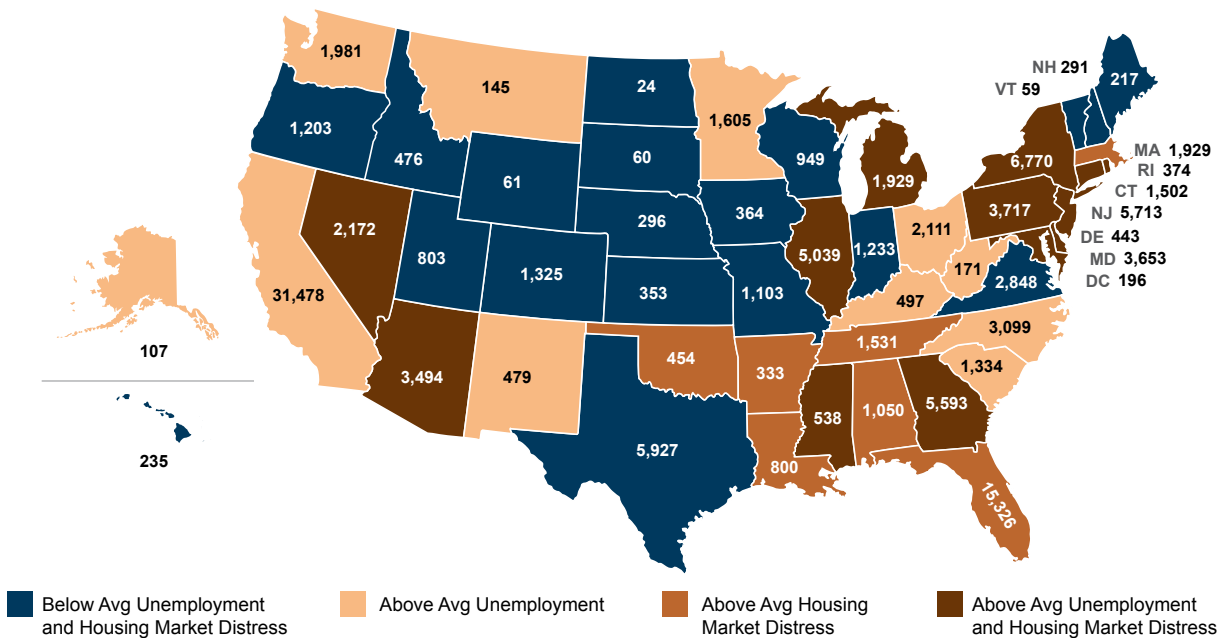 NH 291
VT 59
217
1,981
145
24
1,605
1,203
476
60
949
1,929
6,770
MA 1,929
RI 374
CT 1,502
NJ 5,713
DE 443
MD 3,653
DC 196
61
296
364
2,172
803
1,325
5,039
1,233
2,111
3,717
171
2,848
31,478
353
1,103
497
3,099
3,494
479
454
333
1,531
1,334
538
1,050
5,593
5,927
800
15,326
107
235
Below Avg Unemployment
and Housing Market Distress
Above Avg Unemployment
Above Avg Housing
Market Distress
Above Avg Unemployment
and Housing Market Distress